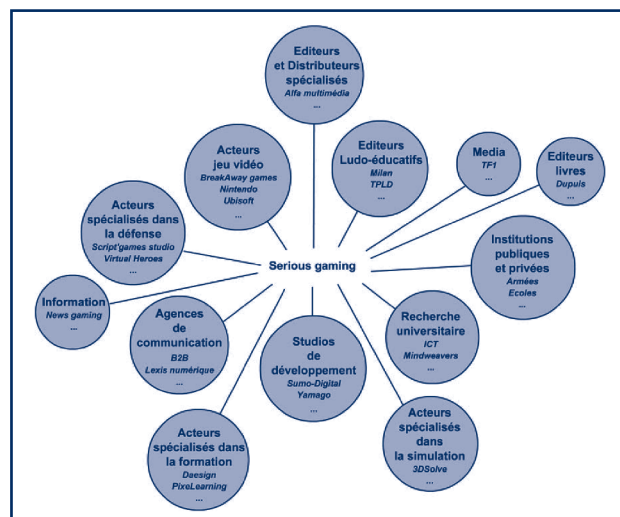 Editeurs
et Distributeurs
spécialisés
Alfa multimédia
...
Acteurs
jeu vidéo
BreakAway games
Nintendo
Ubisoft
...
Editeurs
Ludo-éducatifs
Milan
TPLD
...
Media
TF1
...
Editeurs
livres
Dupuis
...
Acteurs
spécialisés dans
la défense
Script'games studio
Virtual Heroes
...
Serious gaming
Institutions
publiques
et privées
Armées
Ecoles
...
Information
News gaming
...
Agences
de
communication
B2B
Lexis numérique
...
Studios
de
développement
Sumo-Digital
Yamago
...
Recherche
universitaire
ICT
Mindweavers
...
Acteurs
spécialisés dans
la formation
Daesign
PixeLearning
...
Acteurs
spécialisés
dans
la simulation
3DSolve
...